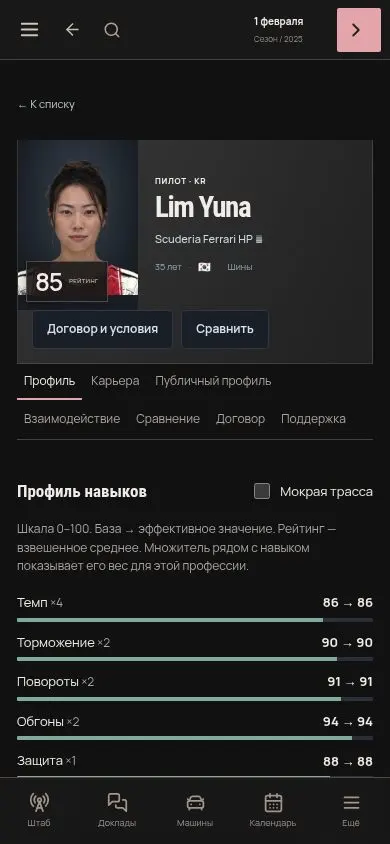 1 февраля
Сезон / 2025
← К списку
ПИЛОТ · KR
Lim Yuna
Scuderia Ferrari HP
35 лет · 🇰🇷 Шины
85 РЕЙТИНГ
Договор и условия Сравнить
Профиль Карьера Публичный профиль
Взаимодействие Сравнение Договор Поддержка
Профиль навыков Мокрая трасса
Шкала 0–100. База → эффективное значение. Рейтинг —
взвешенное среднее. Множитель рядом с навыком
показывает его вес для этой профессии.
Темп ×4 86 → 86
Торможение ×2 90 → 90
Повороты ×2 91 → 91
Обгоны ×2 94 → 94
Защита ×1 88 → 88
Штаб Доклады Машины Календарь Ещё